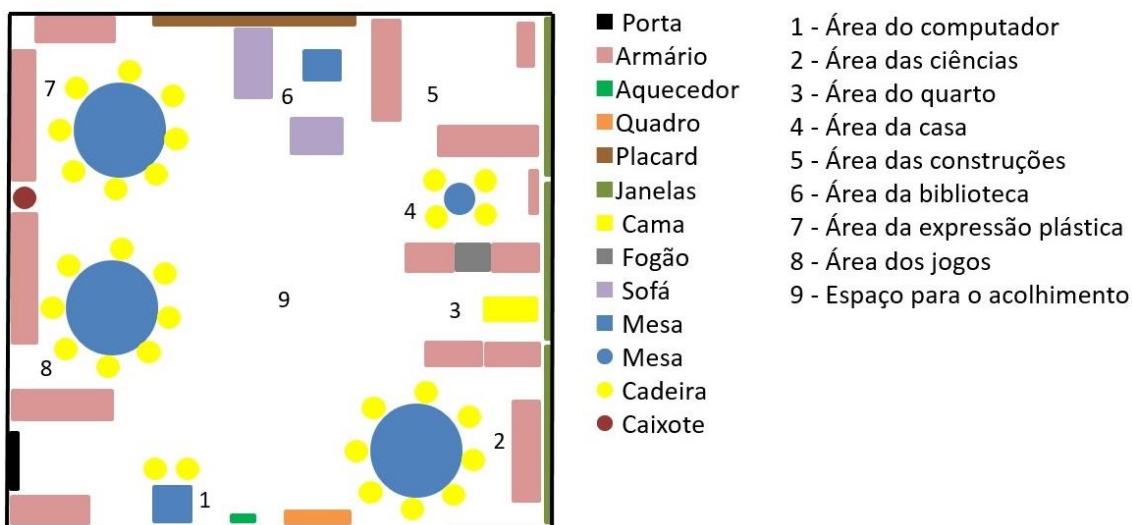 Porta
Armário
Aquecedor
Quadro
Placard
Janelas
Cama
Fogão
Sofá
Mesa
Mesa
Cadeira
Caixote
1 - Área do computador
2 - Área das ciências
3 - Área do quarto
4 - Área da casa
5 - Área das construções
6 - Área da biblioteca
7 - Área da expressão plástica
8 - Área dos jogos
9 - Espaço para o acolhimento
7
6
5
4
9
3
8
2
1